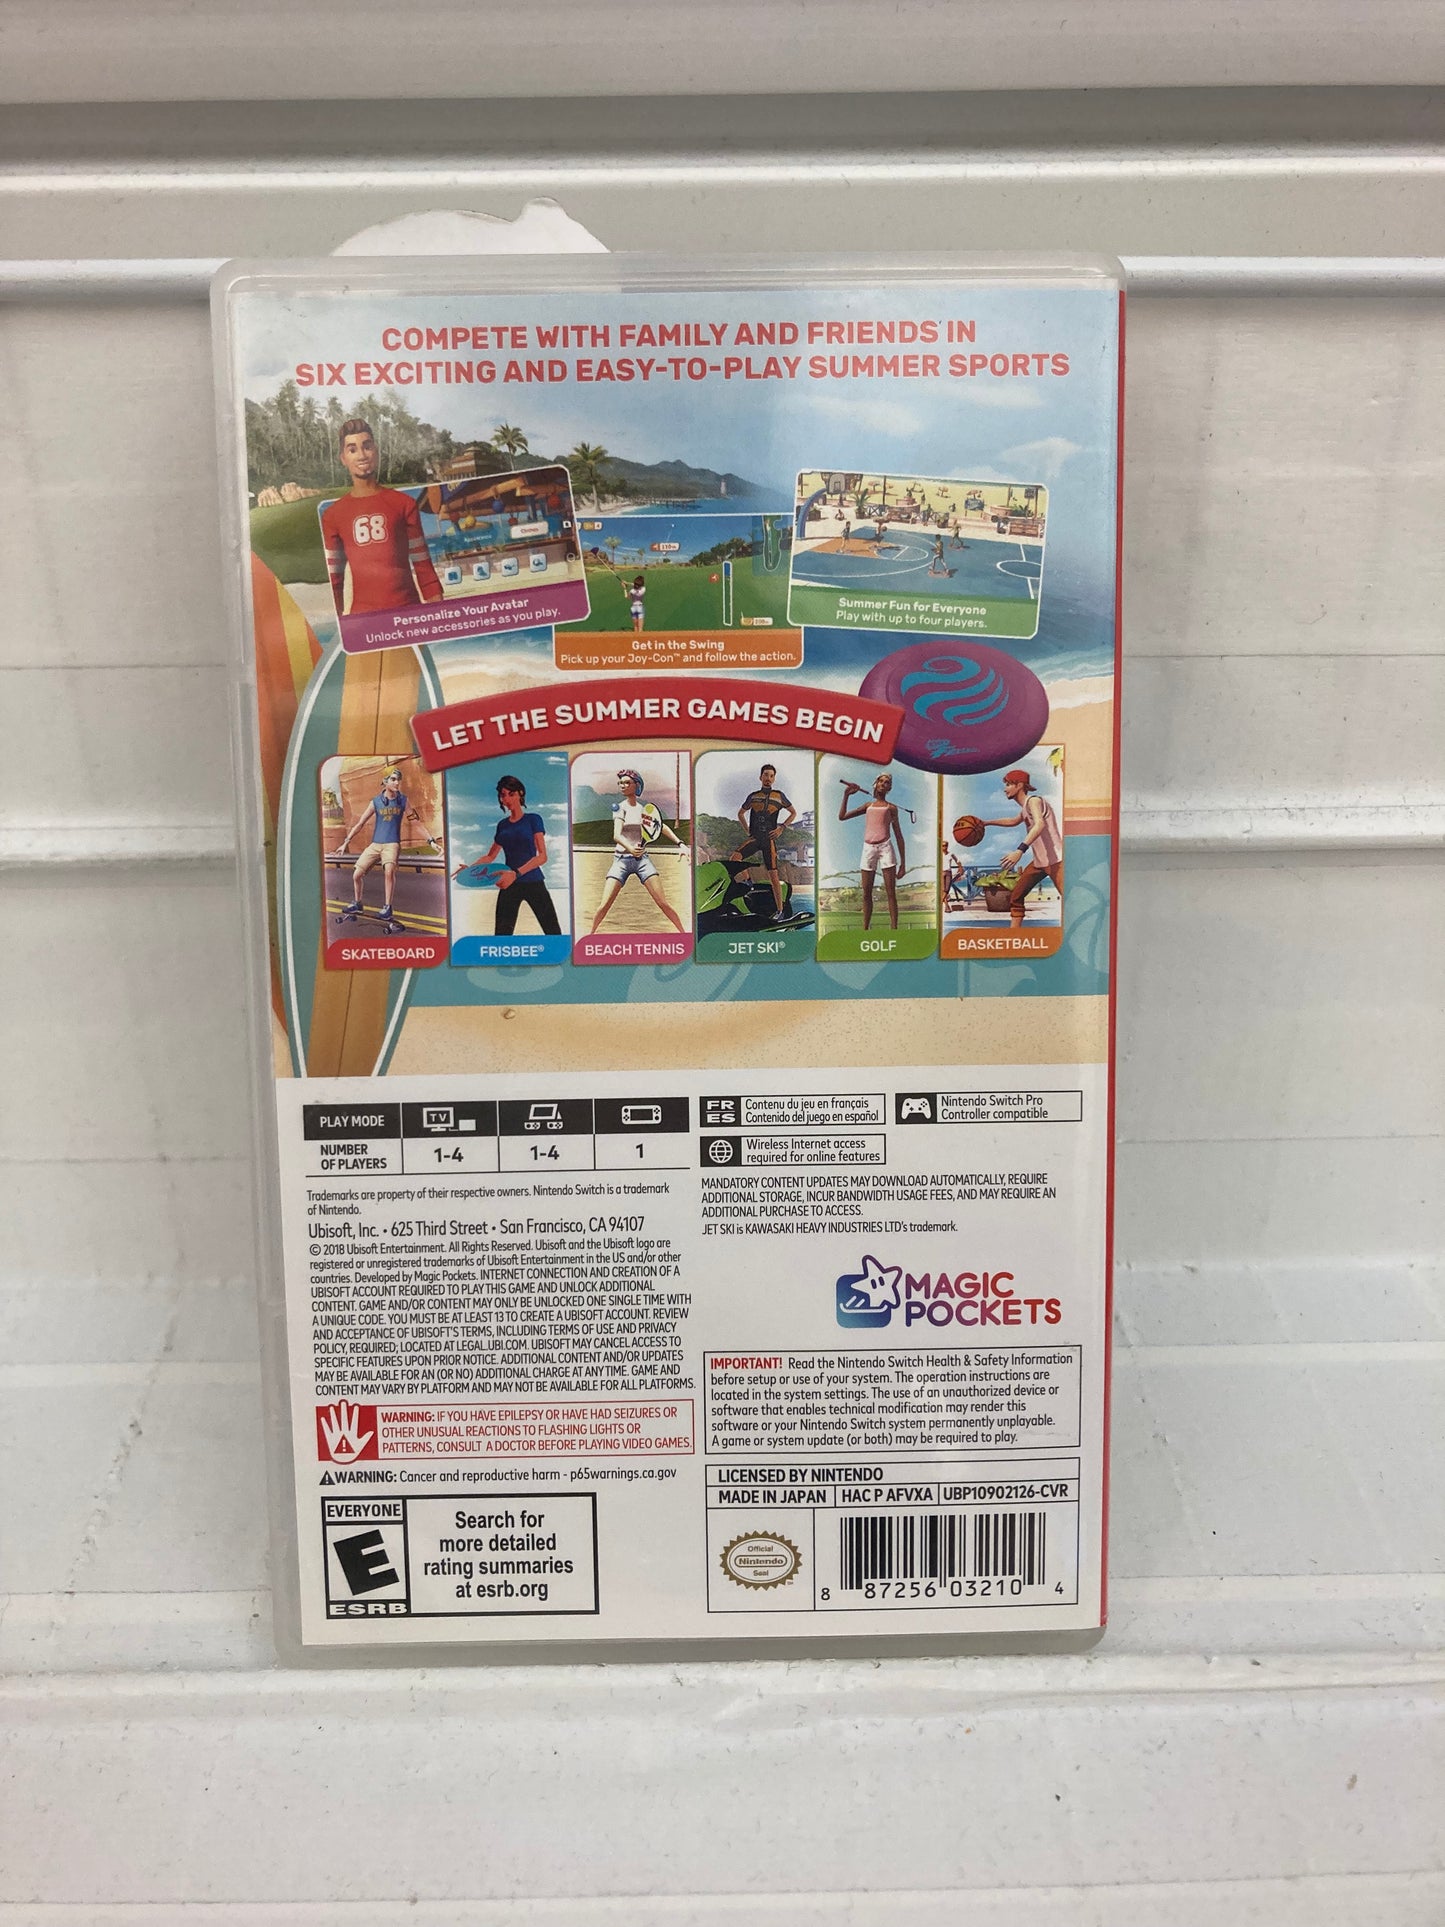 COMPETE WITH FAMILY AND FRIENDS IN
SIX EXCITING AND EASY-TO-PLAY SUMMER SPORTS
68
Appearance
Clothes
Personalize Your Avatar
Unlock new accessories as you play.
Get in the Swing
Pick up your Joy-Con™ and follow the action.
Summer Fun for Everyone
Play with up to four players.
LET THE SUMMER GAMES BEGIN
SKATEBOARD
FRISBEE®
BEACH TENNIS
JET SKI®
GOLF
BASKETBALL
PLAY MODE
TV
NUMBER
OF PLAYERS
1-4
1-4
1
FR
ES
Contenu du jeu en français
Contenido del juego en español
Nintendo Switch Pro
Controller compatible
Wireless Internet access
required for online features
Trademarks are property of their respective owners. Nintendo Switch is a trademark
of Nintendo.
Ubisoft, Inc. • 625 Third Street • San Francisco, CA 94107
© 2018 Ubisoft Entertainment. All Rights Reserved. Ubisoft and the Ubisoft logo are
registered or unregistered trademarks of Ubisoft Entertainment in the US and/or other
countries. Developed by Magic Pockets. INTERNET CONNECTION AND CREATION OF A
UBISOFT ACCOUNT REQUIRED TO PLAY THIS GAME AND UNLOCK ADDITIONAL
CONTENT. GAME AND/OR CONTENT MAY ONLY BE UNLOCKED ONE SINGLE TIME WITH
A UNIQUE CODE. YOU MUST BE AT LEAST 13 TO CREATE A UBISOFT ACCOUNT. REVIEW
AND ACCEPTANCE OF UBISOFT'S TERMS, INCLUDING TERMS OF USE AND PRIVACY
POLICY, REQUIRED; LOCATED AT LEGAL.UBI.COM. UBISOFT MAY CANCEL ACCESS TO
SPECIFIC FEATURES UPON PRIOR NOTICE. ADDITIONAL CONTENT AND/OR UPDATES
MAY BE AVAILABLE FOR AN (OR NO) ADDITIONAL CHARGE AT ANY TIME. GAME AND
CONTENT MAY VARY BY PLATFORM AND MAY NOT BE AVAILABLE FOR ALL PLATFORMS.
WARNING: IF YOU HAVE EPILEPSY OR HAVE HAD SEIZURES OR
OTHER UNUSUAL REACTIONS TO FLASHING LIGHTS OR
PATTERNS, CONSULT A DOCTOR BEFORE PLAYING VIDEO GAMES.
WARNING: Cancer and reproductive harm - p65warnings.ca.gov
EVERYONE
E
ESRB
Search for
more detailed
rating summaries
at esrb.org
MANDATORY CONTENT UPDATES MAY DOWNLOAD AUTOMATICALLY, REQUIRE
ADDITIONAL STORAGE, INCUR BANDWIDTH USAGE FEES, AND MAY REQUIRE AN
ADDITIONAL PURCHASE TO ACCESS.
JET SKI is KAWASAKI HEAVY INDUSTRIES LTD's trademark.
MAGIC
POCKETS
IMPORTANT! Read the Nintendo Switch Health & Safety Information
before setup or use of your system. The operation instructions are
located in the system settings. The use of an unauthorized device or
software that enables technical modification may render this
software or your Nintendo Switch system permanently unplayable.
A game or system update (or both) may be required to play.
LICENSED BY NINTENDO
MADE IN JAPAN
HAC P AFVXA
UBP10902126-CVR
Official
Nintendo
Seal
8 87256 03210 4